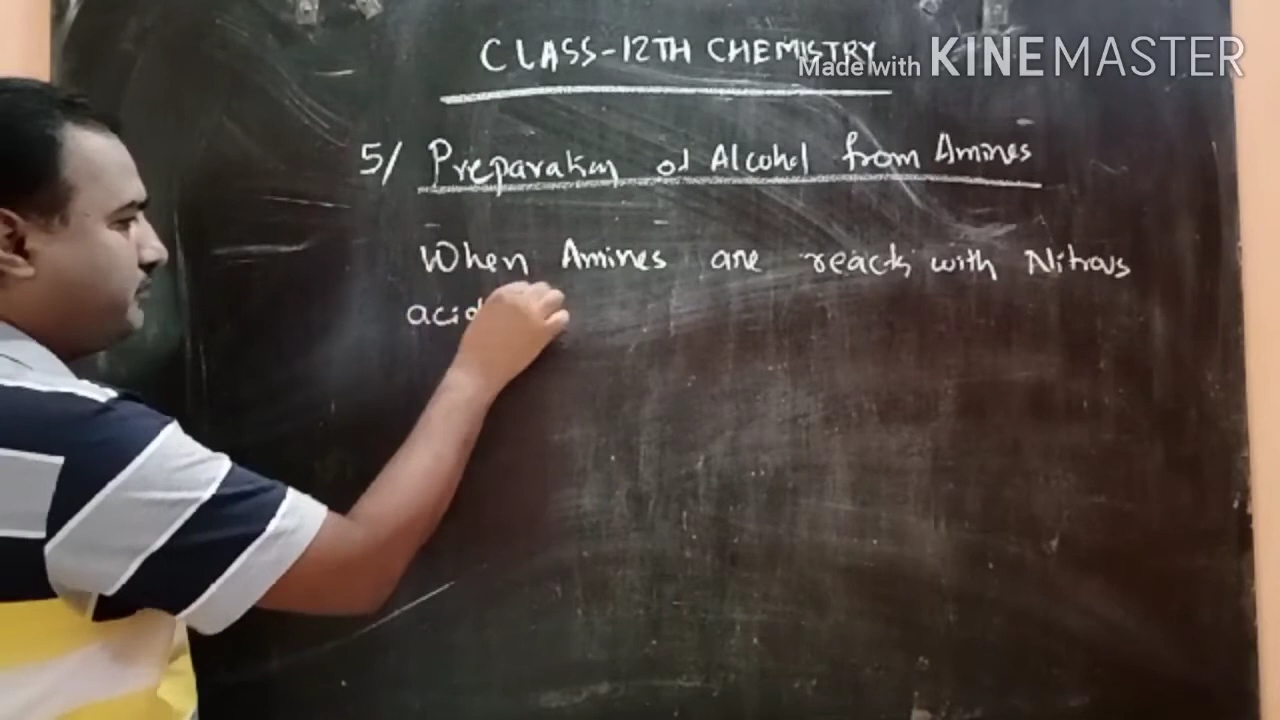 CLASS-12TH CHEMISTRY
Made with KINEMASTER
5/ Preparation of Alcohol from Amines
When Amines are reacts with Nitrous
acid